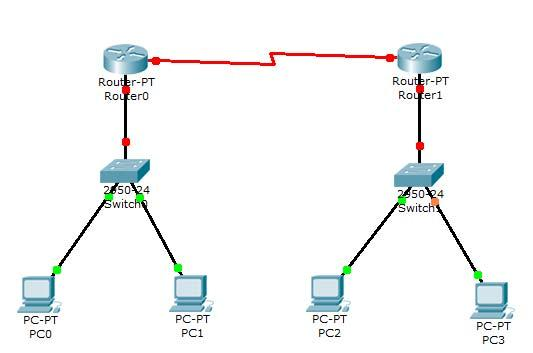 Router-PT
Router0
Router-PT
Router1
2950-24
Switch0
2950-24
Switch1
PC-PT
PC0
PC-PT
PC1
PC-PT
PC2
PC-PT
PC3